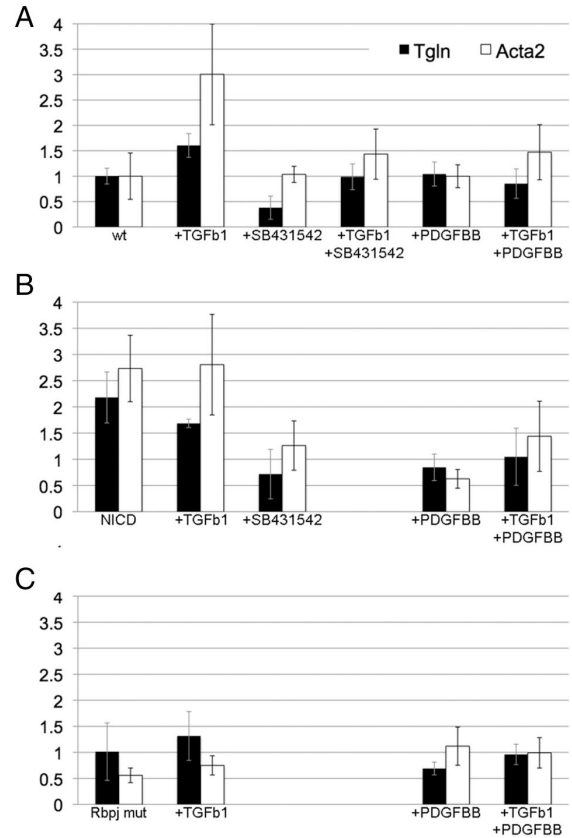 A
4
3.5
3
2.5
2
1.5
1
0.5
0
Tgln Acta2
wt +TGFb1 +SB431542 +TGFb1 +PDGFBB +TGFb1
+SB431542 +PDGFBB
B
4
3.5
3
2.5
2
1.5
1
0.5
0
NICD +TGFb1 +SB431542 +PDGFBB +TGFb1
+PDGFBB
.
C
4
3.5
3
2.5
2
1.5
1
0.5
0
Rbpj mut +TGFb1 +PDGFBB +TGFb1
+PDGFBB